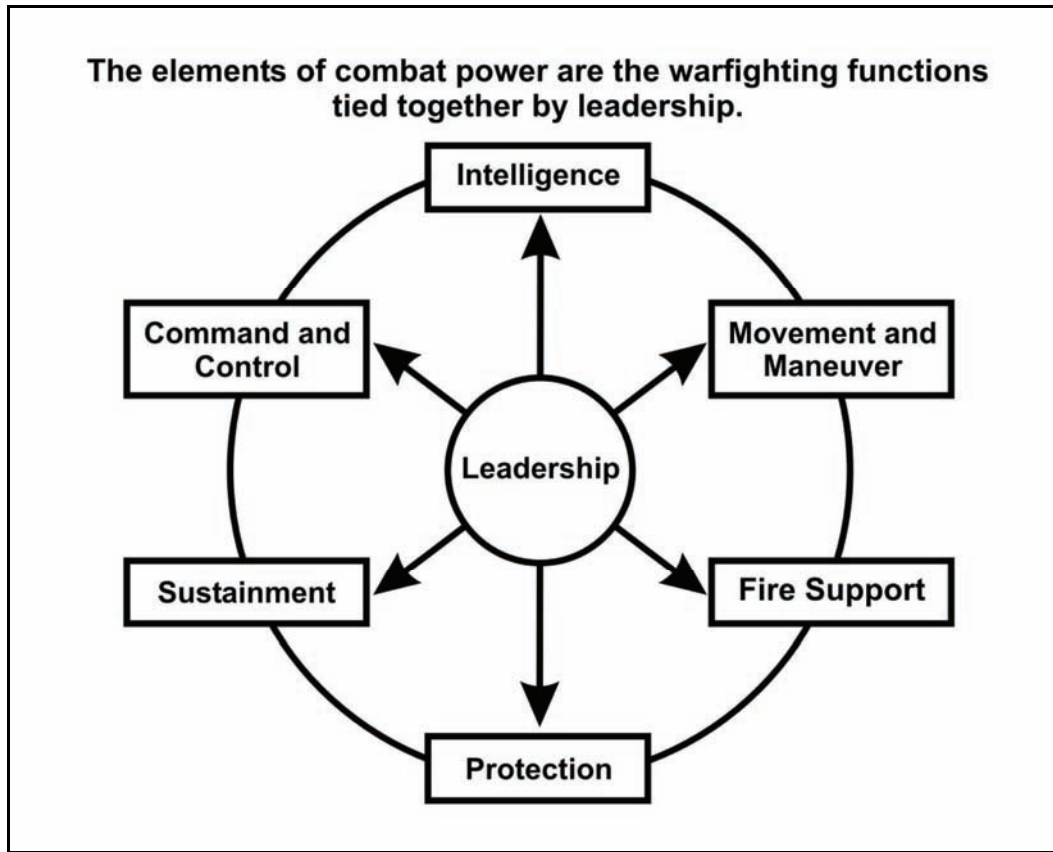 The elements of combat power are the warfighting functions
tied together by leadership.
Intelligence
Command and
Control
Movement and
Maneuver
Leadership
Sustainment
Fire Support
Protection